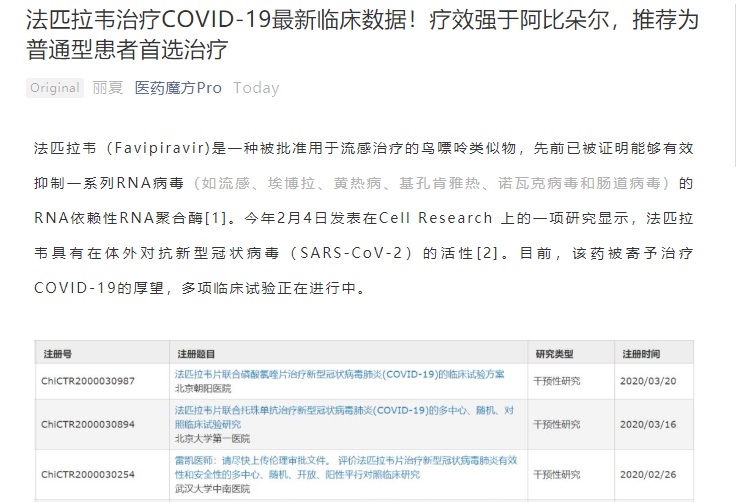 法匹拉韦治疗COVID-19最新临床数据！疗效强于阿比朵尔，推荐为
普通型患者首选治疗
Original 丽夏 医药魔方Pro Today
法匹拉韦（Favipiravir)是一种被批准用于流感治疗的鸟嘌呤类似物，先前已被证明能够有效
抑制一系列RNA病毒（如流感、埃博拉、黄热病、基孔肯雅热、诺瓦克病毒和肠道病毒）的
RNA依赖性RNA聚合酶[1]。今年2月4日发表在Cell Research 上的一项研究显示，法匹拉
韦具有在体外对抗新型冠状病毒（SARS-CoV-2）的活性[2]。目前，该药被寄予治疗
COVID-19的厚望，多项临床试验正在进行中。
注册号 注册题目 研究类型 注册时间
ChiCTR2000030987 法匹拉韦片联合磷酸氯喹片治疗新型冠状病毒肺炎(COVID-19)的临床试验方案 干预性研究 2020/03/20
北京朝阳医院
ChiCTR2000030894 法匹拉韦片联合托珠单抗治疗新型冠状病毒肺炎(COVID-19)的多中心、随机、对 干预性研究 2020/03/16
照临床试验研究
北京大学第一医院
ChiCTR2000030254 雷凯医师：请尽快上传伦理审批文件。 评价法匹拉韦片治疗新型冠状病毒肺炎有效 干预性研究 2020/02/26
性和安全性的多中心、随机、开放、阳性平行对照临床研究
武汉大学中南医院